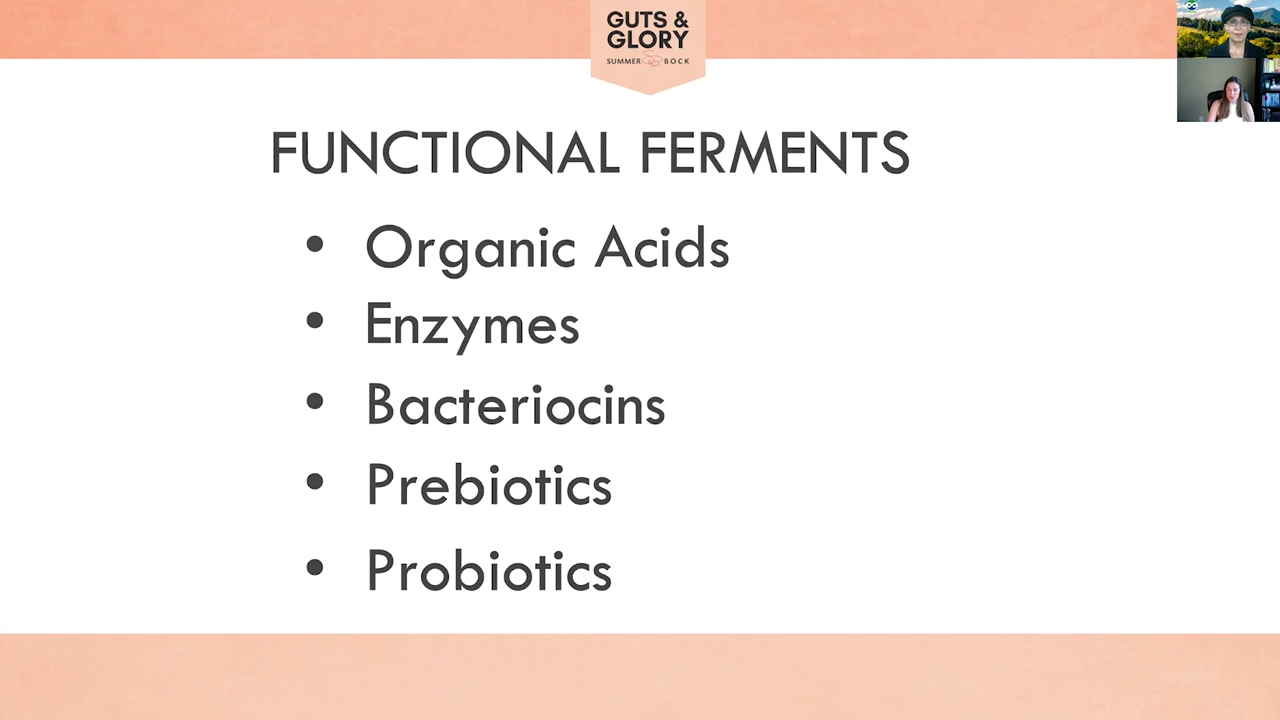 GUTS &
GLORY
SUMMER BOCK
FUNCTIONAL FERMENTS
• Organic Acids
• Enzymes
• Bacteriocins
• Prebiotics
• Probiotics